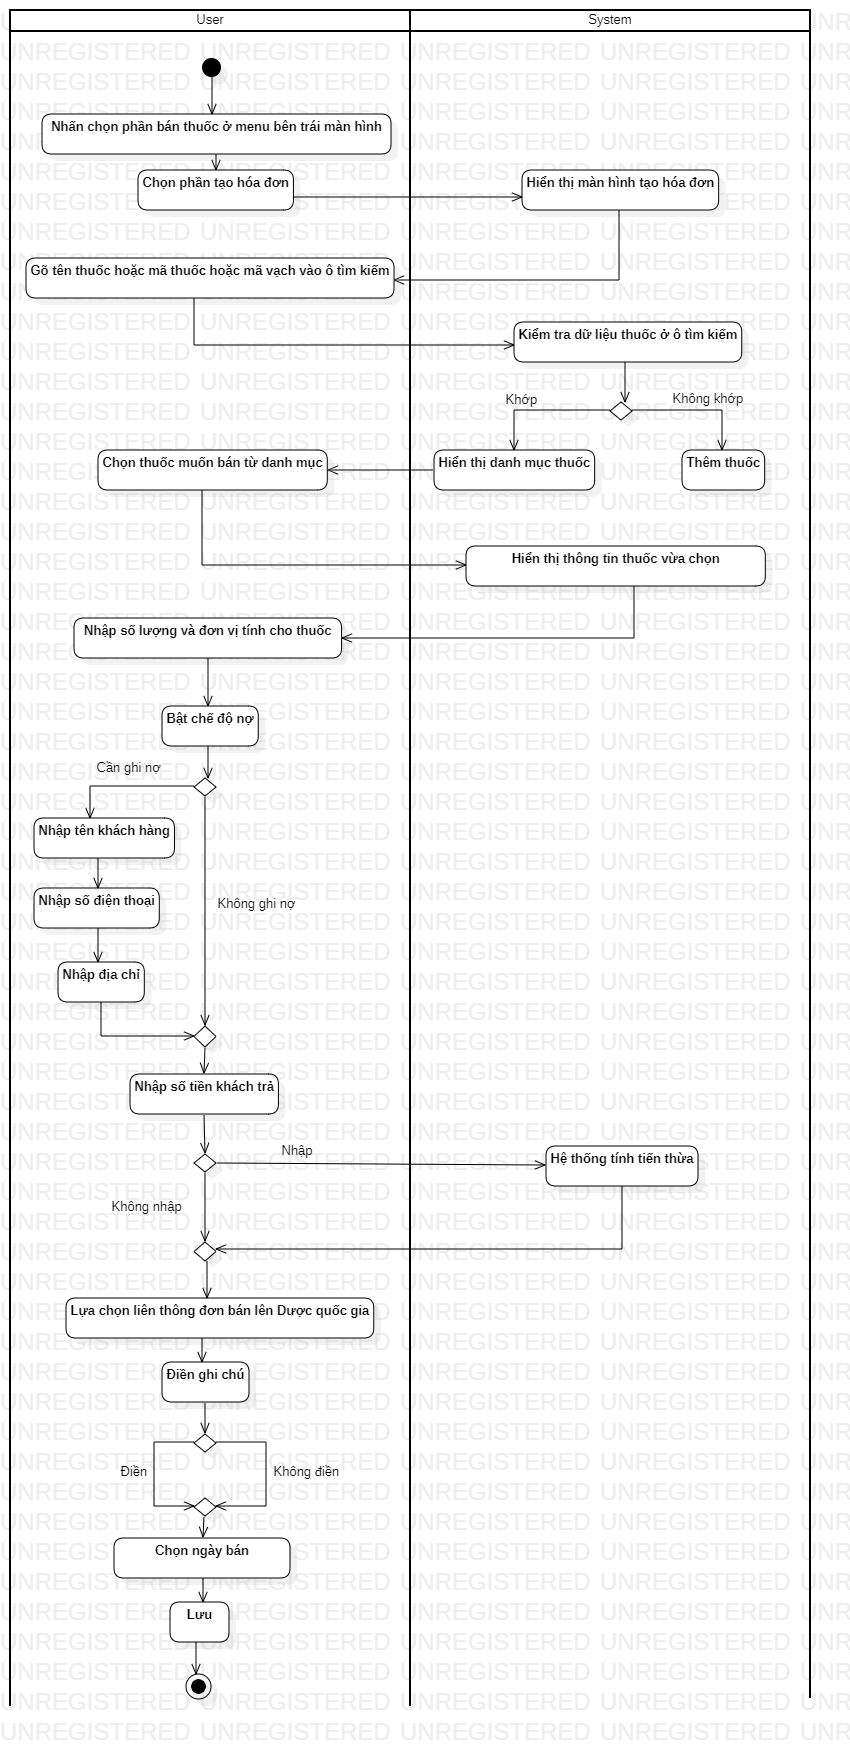 User
System
Nhấn chọn phần bán thuốc ở menu bên trái màn hình
Chọn phần tạo hóa đơn
Hiển thị màn hình tạo hóa đơn
Gõ tên thuốc hoặc mã thuốc hoặc mã vạch vào ô tìm kiếm
Kiểm tra dữ liệu thuốc ở ô tìm kiếm
Khớp
Không khớp
Chọn thuốc muốn bán từ danh mục
Hiển thị danh mục thuốc
Thêm thuốc
Hiển thị thông tin thuốc vừa chọn
Nhập số lượng và đơn vị tính cho thuốc
Bật chế độ nợ
Cần ghi nợ
Nhập tên khách hàng
Nhập số điện thoại
Không ghi nợ
Nhập địa chỉ
Nhập số tiền khách trả
Nhập
Hệ thống tính tiến thừa
Không nhập
Lựa chọn liên thông đơn bán lên Dược quốc gia
Điền ghi chú
Điền
Không điền
Chọn ngày bán
Lưu
UNREGISTERED